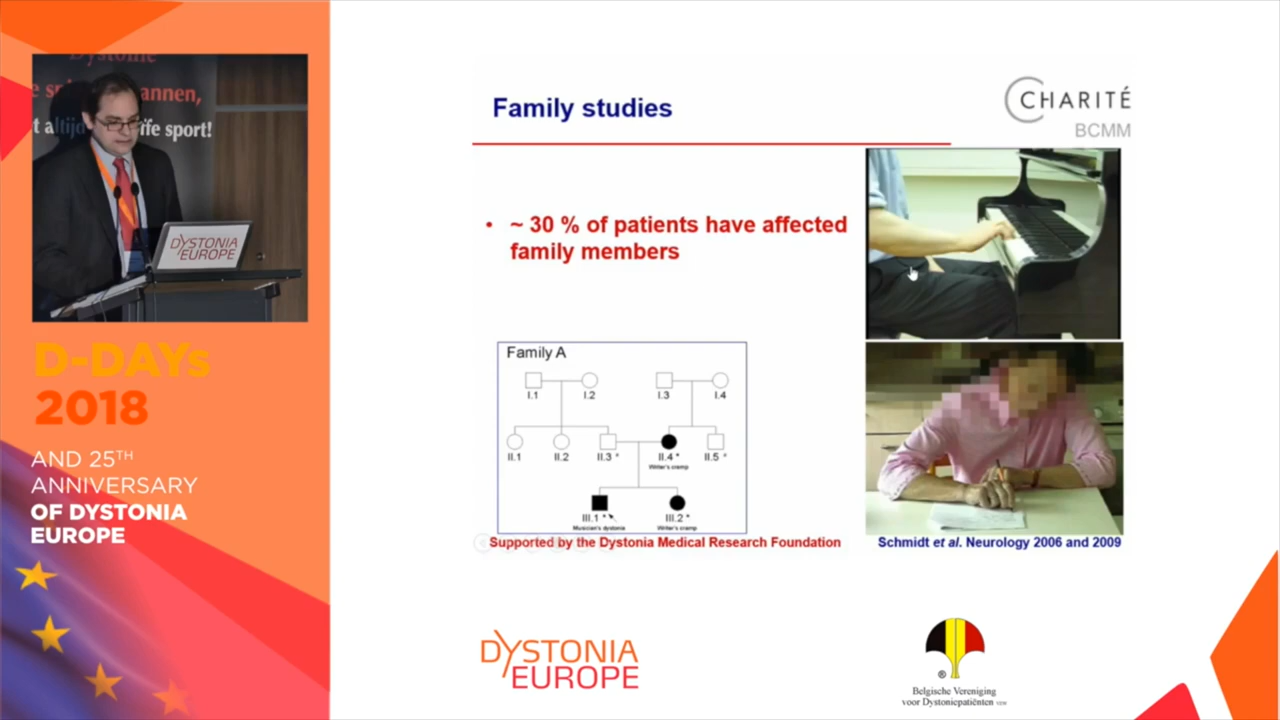 Dystonie
annen,
t altijd
ffe sport!
DYSTONIA
EUROPE
D-DAYs
2018
AND 25TH
ANNIVERSARY
OF DYSTONIA
EUROPE
Family studies
CHARITÉ
BCMM
• ~ 30 % of patients have affected
family members
Family A
I.1 I.2 I.3 I.4
II.1 II.2 II.3 * II.4 * II.5 *
Writer's cramp
III.1 * III.2 *
Musician's dystonia Writer's cramp
Supported by the Dystonia Medical Research Foundation
Schmidt et al. Neurology 2006 and 2009
DYSTONIA
EUROPE
®
Belgische Vereniging
voor Dystoniepatiënten vzw